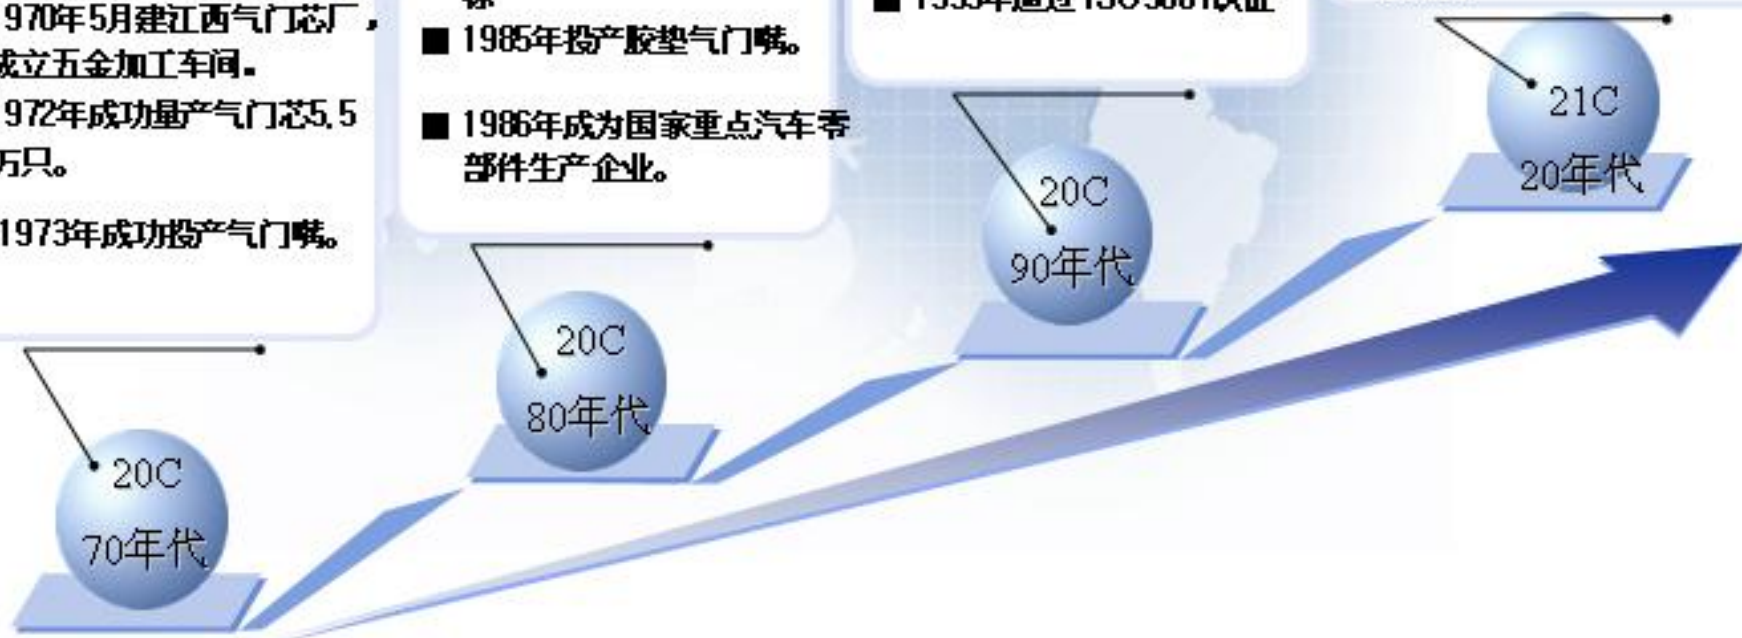 970年5月建江西气门芯厂，
成立五金加工车间。
972年成功量产气门芯5.5
万只。
1973年成功投产气门嘴。
■ 1985年投产胶垫气门嘴。
■ 1986年成为国家重点汽车零
部件生产企业。
20C
70年代
20C
80年代
20C
90年代
21C
20年代